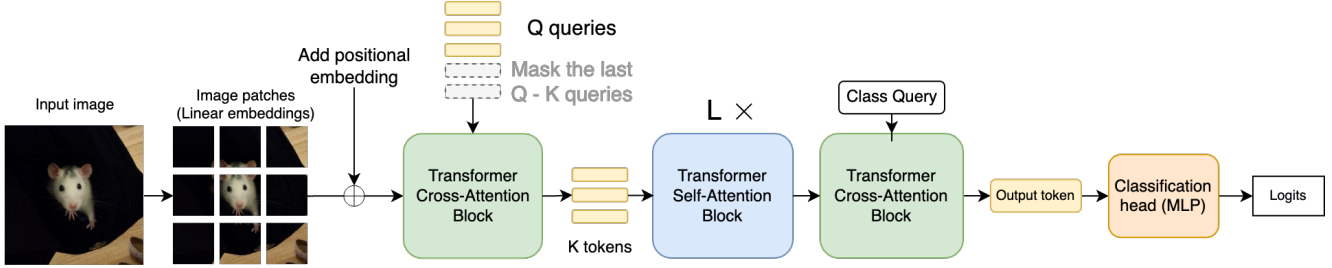 Input image
Image patches
(Linear embeddings)
Add positional
embedding
Q queries
Mask the last
Q - K queries
Transformer
Cross-Attention
Block
K tokens
L ×
Transformer
Self-Attention
Block
Class Query
Transformer
Cross-Attention
Block
Output token
Classification
head (MLP)
Logits